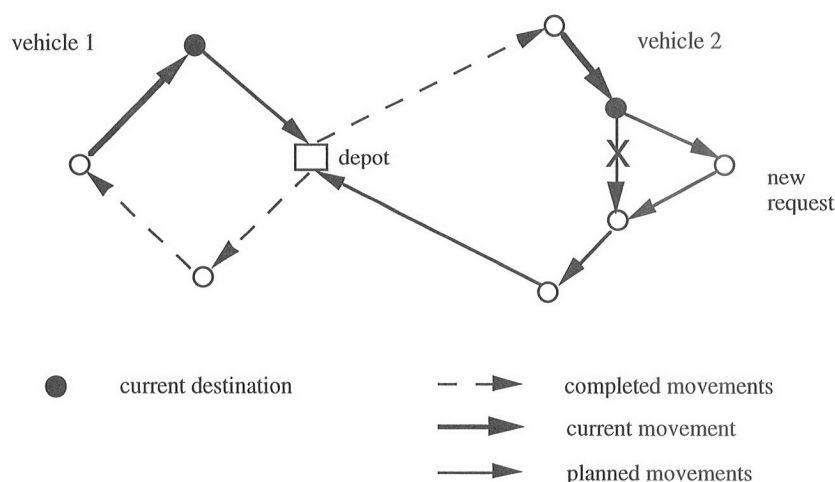 vehicle 1
vehicle 2
depot
new
request
current destination
completed movements
current movement
planned movements